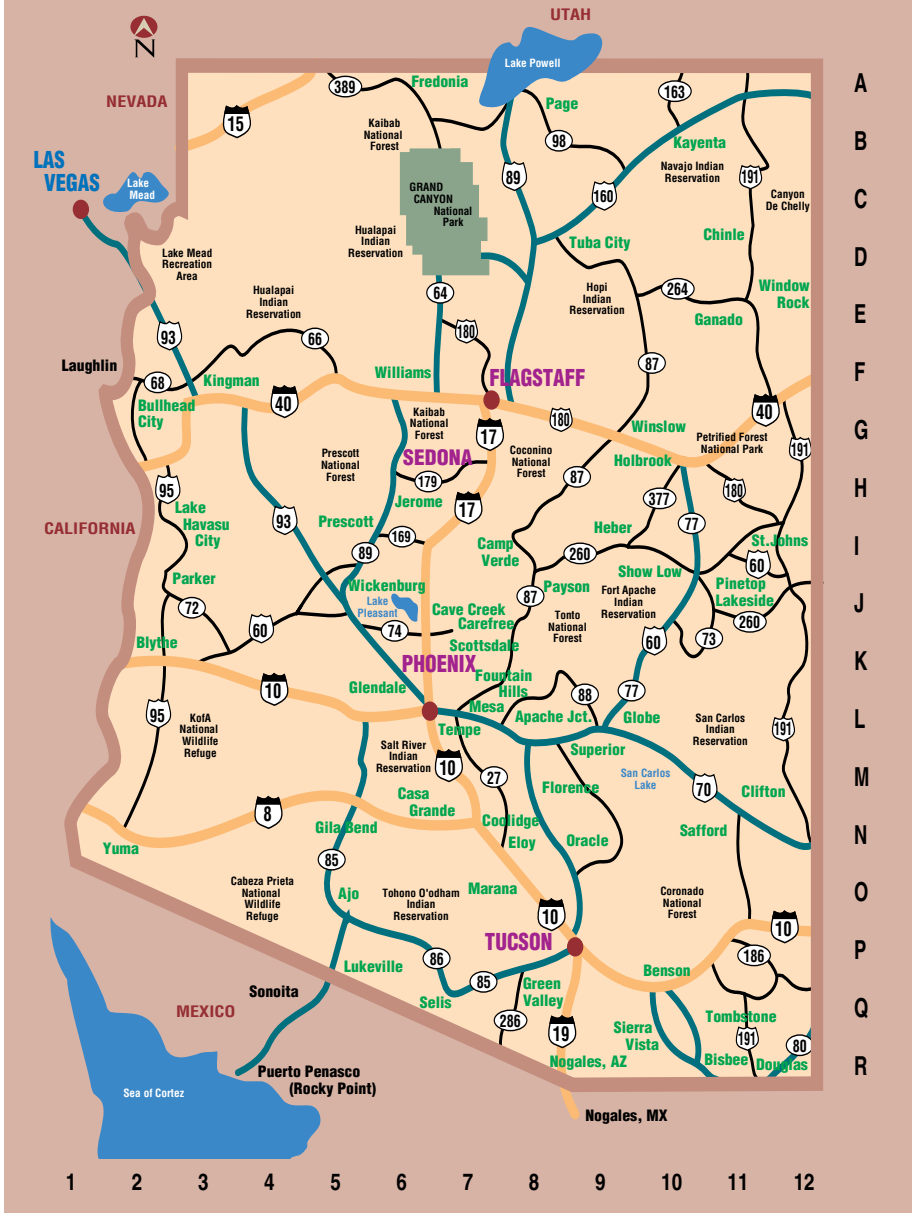 UTAH
N
Lake Powell
A
389
Fredonia
163
NEVADA
Page
15
Kaibab
National
Forest
98
Kayenta
B
LAS
VEGAS
Lake
Mead
GRAND
CANYON
National
Park
89
160
Navajo Indian
Reservation
191
Canyon
De Chelly
C
Hualapai
Indian
Reservation
Tuba City
Chinle
Lake Mead
Recreation
Area
D
Hualapai
Indian
Reservation
64
Hopi
Indian
Reservation
264
Window
Rock
E
93
66
180
Ganado
Laughlin
68
Kingman
Williams
FLAGSTAFF
87
F
Bullhead
City
40
Kaibab
National
Forest
17
180
Winslow
40
G
Prescott
National
Forest
SEDONA
Coconino
National
Forest
Holbrook
Petrified Forest
National Park
191
95
179
87
377
180
H
Lake
Havasu
City
Jerome
CALIFORNIA
93
Prescott
17
Heber
77
169
Camp
Verde
St.Johns
I
89
260
60
Parker
Wickenburg
Payson
Show Low
Pinetop
Lakeside
72
Lake
Pleasant
Cave Creek
Carefree
87
Fort Apache
Indian
Reservation
J
60
74
Tonto
National
Forest
260
Blythe
Scottsdale
60
73
K
PHOENIX
10
Glendale
Fountain
Hills
88
77
95
KofA
National
Wildlife
Refuge
Mesa
Tempe
Apache Jct.
Globe
San Carlos
Indian
Reservation
191
L
Salt River
Indian
Reservation
10
Superior
27
San Carlos
Lake
70
M
Casa
Grande
Florence
Clifton
8
Gila Bend
Coolidge
Safford
N
Yuma
Eloy
Oracle
85
Cabeza Prieta
National
Wildlife
Refuge
Ajo
Tohono O'odham
Indian
Reservation
Marana
Coronado
National
Forest
O
10
10
TUCSON
86
186
P
Lukeville
Benson
Sonoita
85
Green
Valley
Selis
MEXICO
286
19
Sierra
Vista
Tombstone
Q
191
80
Nogales, AZ
Bisbee
Douglas
R
Puerto Penasco
(Rocky Point)
Sea of Cortez
Nogales, MX
1 2 3 4 5 6 7 8 9 10 11 12